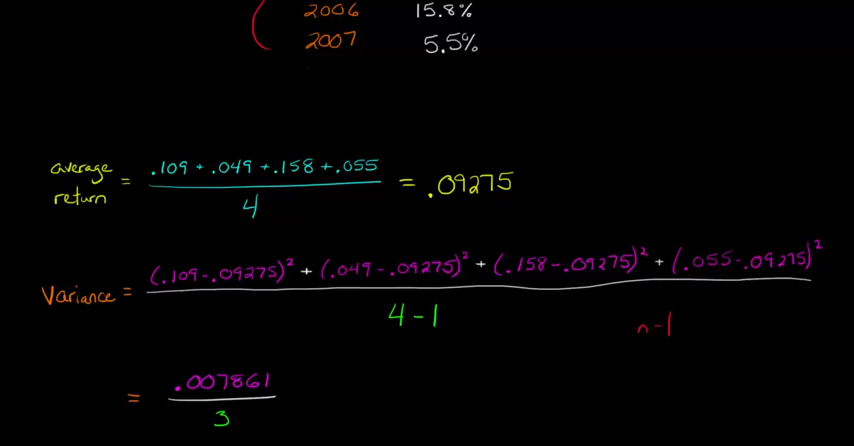 2006 15.8%
2007 5.5%
average return = .109 + .049 + .158 + .055 / 4 = .09275
Variance = (.109 - .09275)² + (.049 - .09275)² + (.158 - .09275)² + (.055 - .09275)² / 4 - 1
n - 1
= .007861 / 3